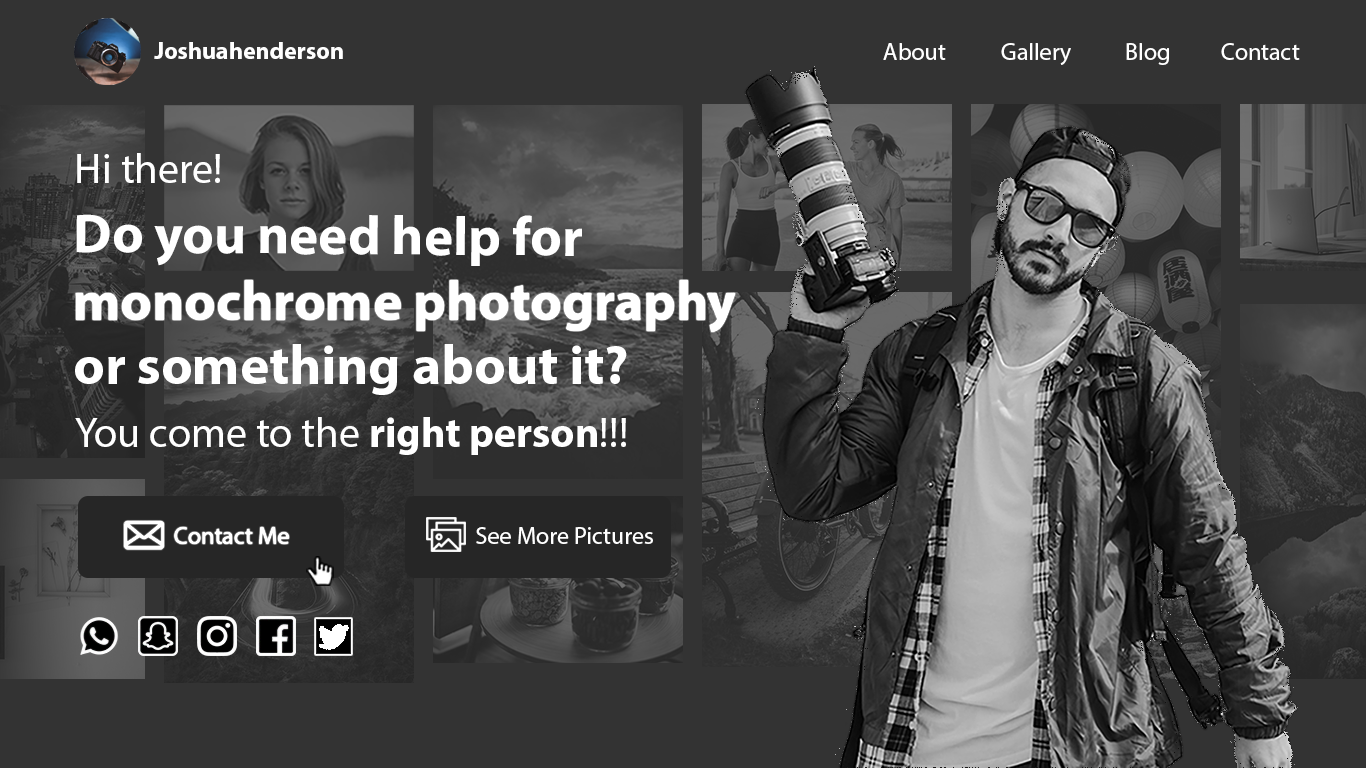 Joshuahenderson
About
Gallery
Blog
Contact
Hi there!
Do you need help for
monochrome photography
or something about it?
You come to the right person!!!
Contact Me
See More Pictures